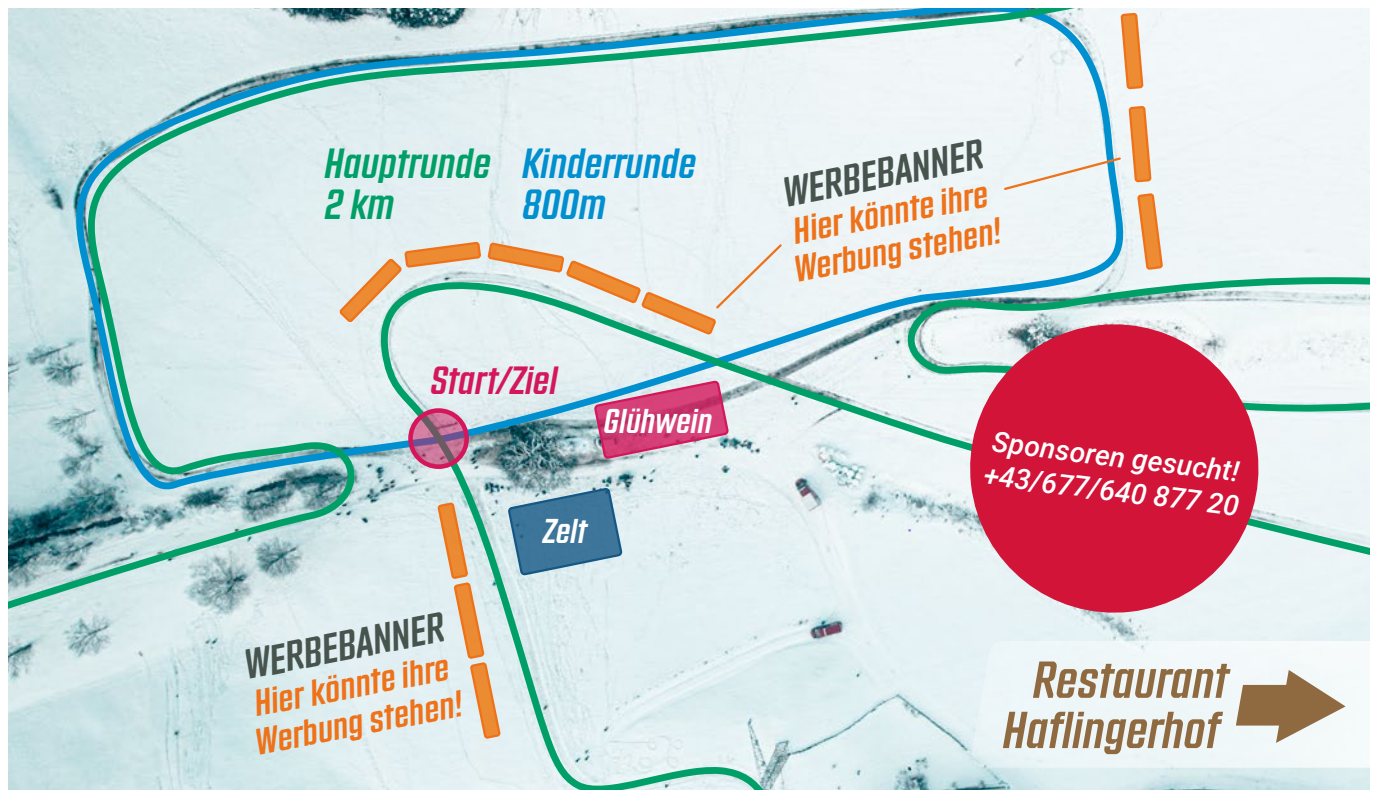 Hauptrunde
2 km
Kinderrunde
800m
WERBEBANNER
Hier könnte ihre
Werbung stehen!
Start/Ziel
Glühwein
Sponsoren gesucht!
+43/677/640 877 20
Zelt
WERBEBANNER
Hier könnte ihre
Werbung stehen!
Restaurant
Haflingerhof